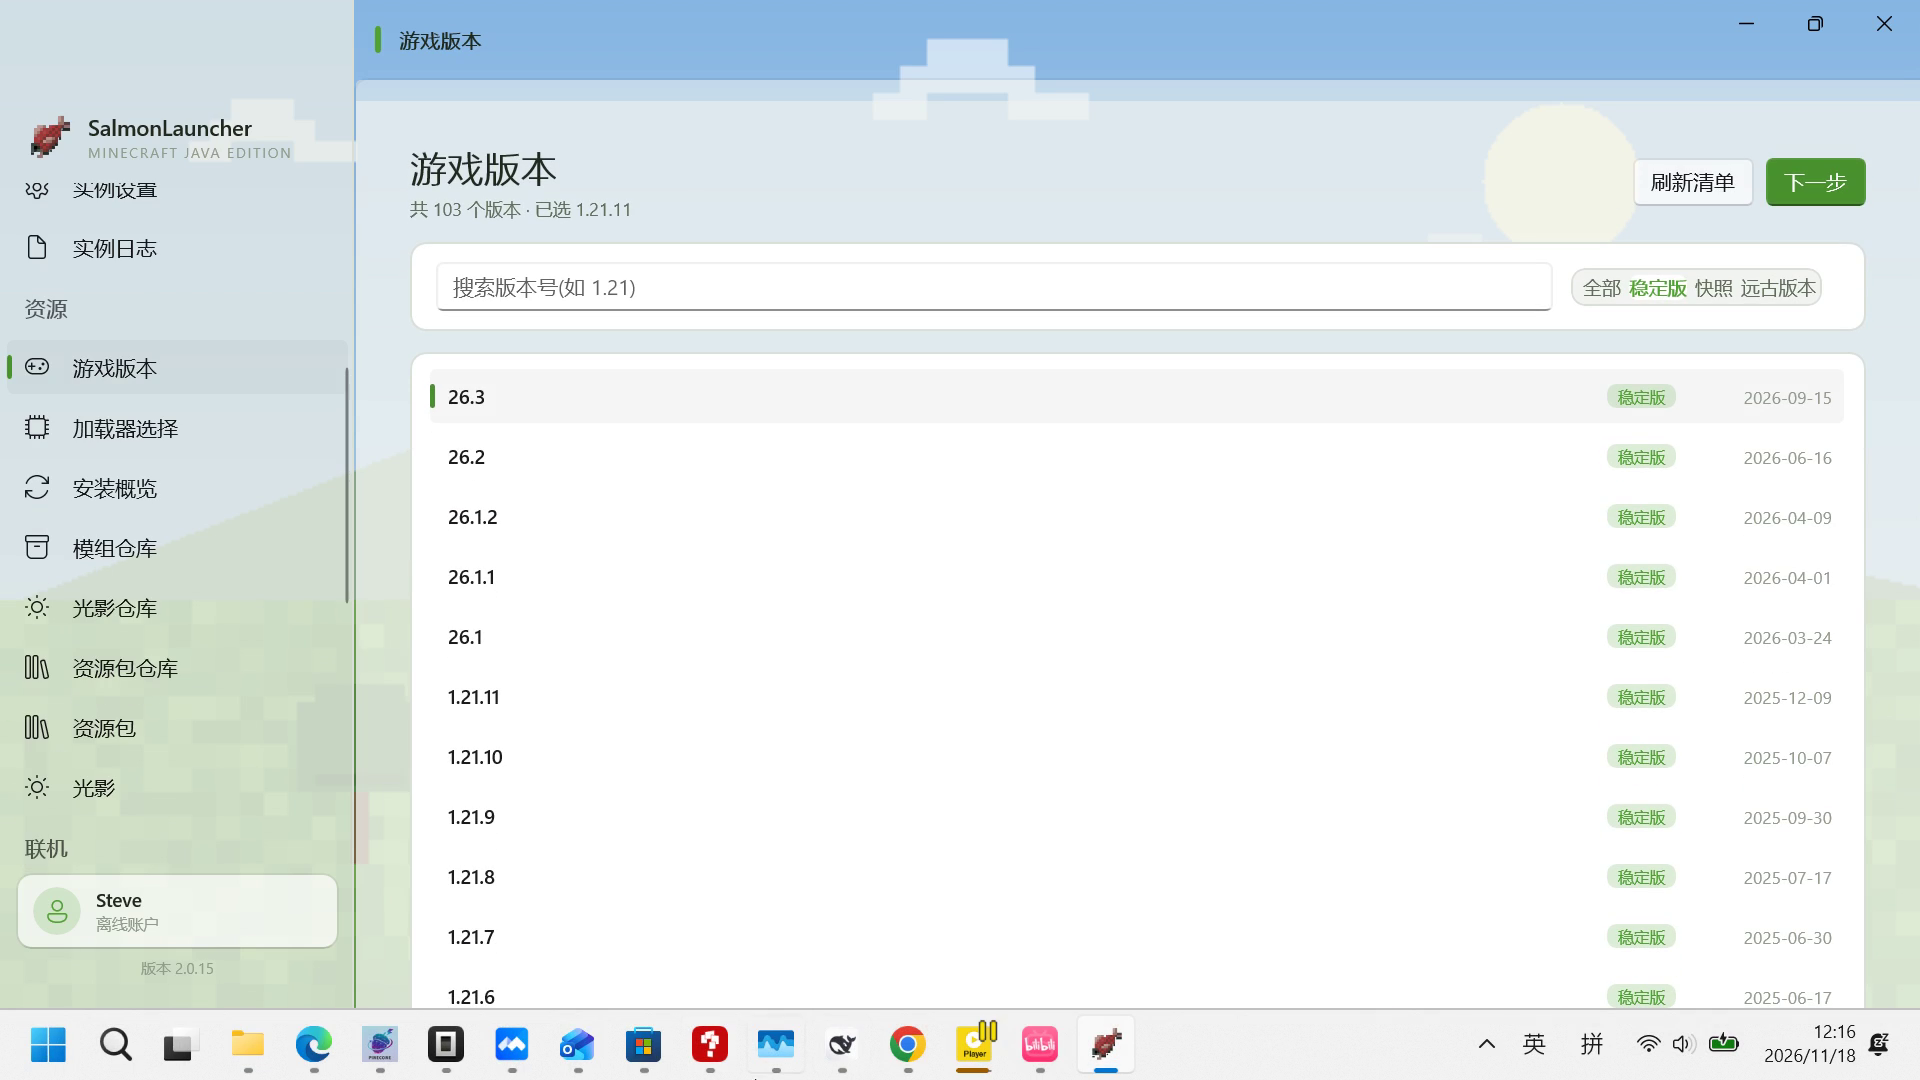 游戏版本
SalmonLauncher
MINECRAFT JAVA EDITION
实例设置
实例日志
资源
游戏版本
加载器选择
安装概览
模组仓库
光影仓库
资源包仓库
资源包
光影
联机
Steve
离线账户
版本 2.0.15
游戏版本
共 103 个版本 · 已选 1.21.11
刷新清单
下一步
搜索版本号(如 1.21)
全部 稳定版 快照 远古版本
26.3 稳定版 2026-09-15
26.2 稳定版 2026-06-16
26.1.2 稳定版 2026-04-09
26.1.1 稳定版 2026-04-01
26.1 稳定版 2026-03-24
1.21.11 稳定版 2025-12-09
1.21.10 稳定版 2025-10-07
1.21.9 稳定版 2025-09-30
1.21.8 稳定版 2025-07-17
1.21.7 稳定版 2025-06-30
1.21.6 稳定版 2025-06-17
PINECONE
Player
bilibili
英
拼
12:16
2026/11/18